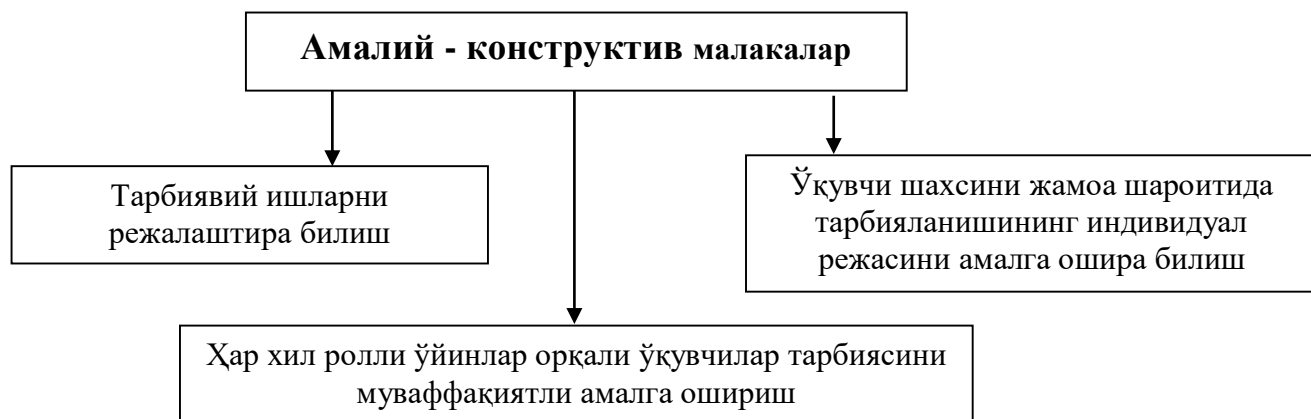 Амалий - конструктив малакалар
Тарбиявий ишларни
режалаштира билиш
Ўқувчи шахсини жамоа шароитида
тарбияланишининг индивидуал
режасини амалга ошира билиш
Ҳар хил ролли ўйинлар орқали ўқувчилар тарбиясини
муваффақиятли амалга ошириш